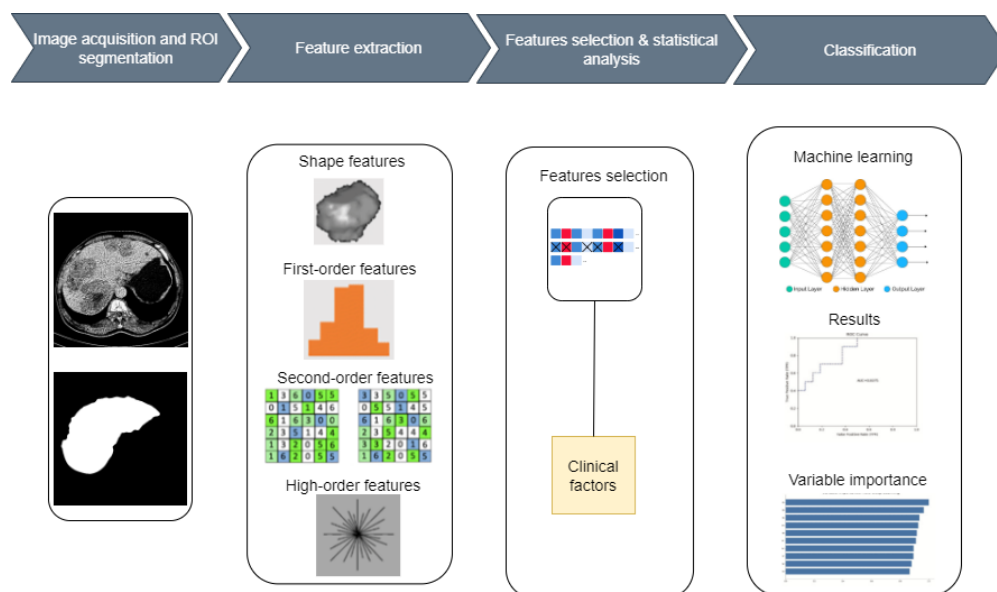 Image acquisition and ROI
segmentation
Feature extraction
Features selection & statistical
analysis
Classification
Shape features
First-order features
Second-order features
1 3 6 0 5 5
0 1 5 1 4 6
6 1 6 3 0 0
2 3 5 1 4 4
1 3 2 0 5 6
1 6 2 0 5 5
3 3 6 0 5 5
0 5 5 1 4 5
6 1 6 3 0 6
2 3 5 4 4 4
3 3 2 0 1 6
1 6 2 0 5 5
High-order features
Features selection
Clinical
factors
Machine learning
Input Layer Hidden Layer Output Layer
Results
ROC Curve
Variable importance